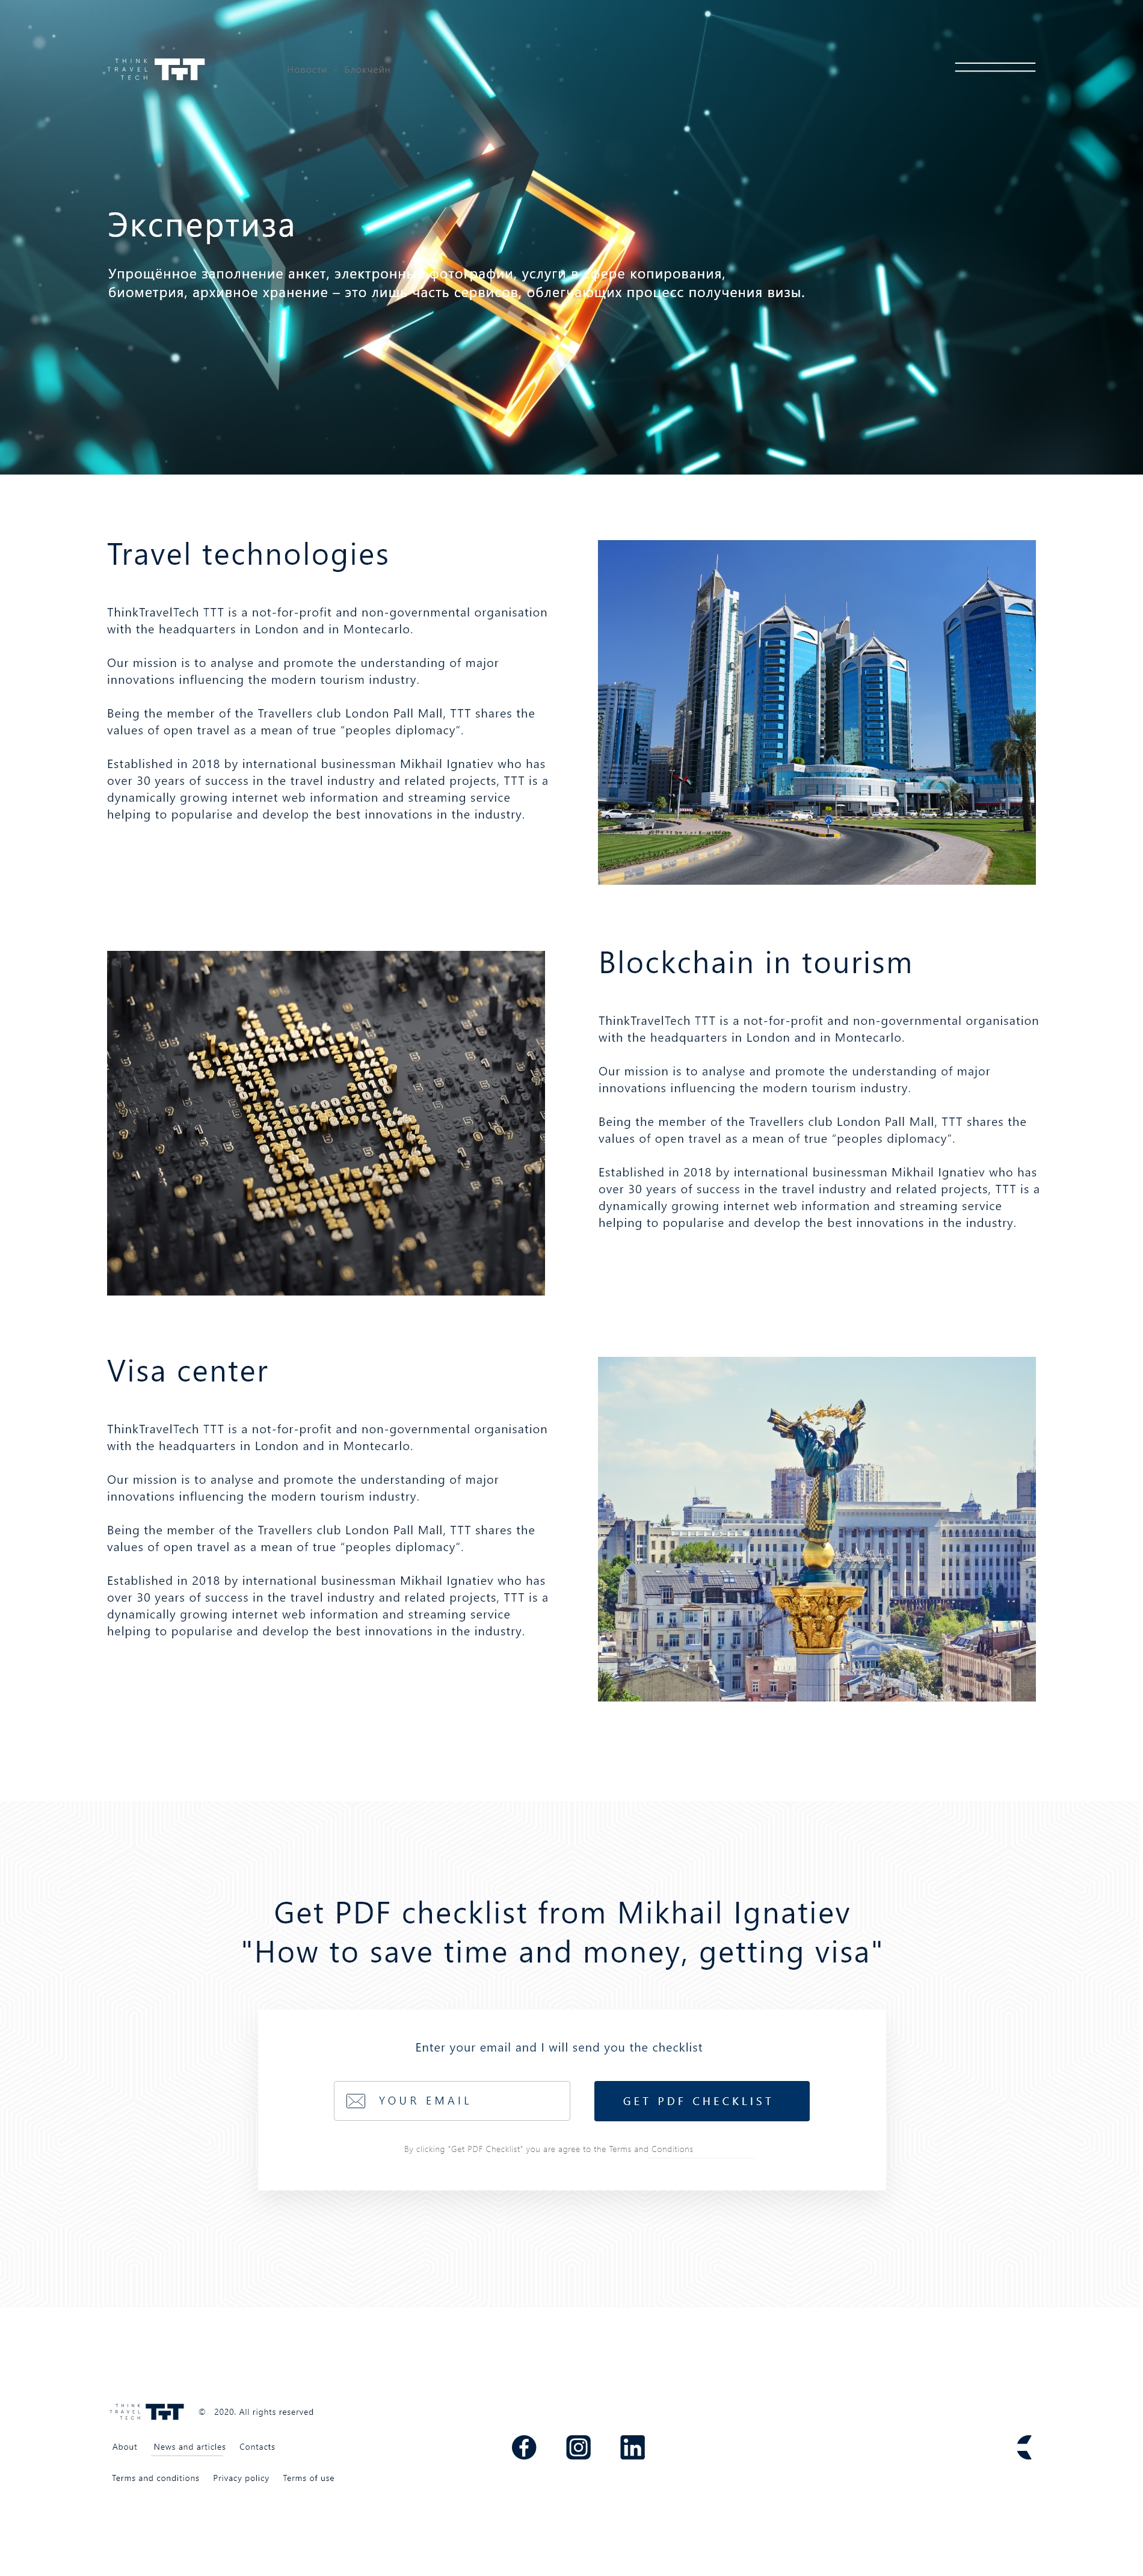 THINK
TRAVEL
TECH
TTT
Новости Блокчейн
Экспертиза
Упрощённое заполнение анкет, электронные фотографии, услуги в сфере копирования,
биометрия, архивное хранение – это лишь часть сервисов, облегчающих процесс получения визы.
Travel technologies
ThinkTravelTech TTT is a not-for-profit and non-governmental organisation
with the headquarters in London and in Montecarlo.
Our mission is to analyse and promote the understanding of major
innovations influencing the modern tourism industry.
Being the member of the Travellers club London Pall Mall, TTT shares the
values of open travel as a mean of true “peoples diplomacy”.
Established in 2018 by international businessman Mikhail Ignatiev who has
over 30 years of success in the travel industry and related projects, TTT is a
dynamically growing internet web information and streaming service
helping to popularise and develop the best innovations in the industry.
Blockchain in tourism
ThinkTravelTech TTT is a not-for-profit and non-governmental organisation
with the headquarters in London and in Montecarlo.
Our mission is to analyse and promote the understanding of major
innovations influencing the modern tourism industry.
Being the member of the Travellers club London Pall Mall, TTT shares the
values of open travel as a mean of true “peoples diplomacy”.
Established in 2018 by international businessman Mikhail Ignatiev who has
over 30 years of success in the travel industry and related projects, TTT is a
dynamically growing internet web information and streaming service
helping to popularise and develop the best innovations in the industry.
Visa center
ThinkTravelTech TTT is a not-for-profit and non-governmental organisation
with the headquarters in London and in Montecarlo.
Our mission is to analyse and promote the understanding of major
innovations influencing the modern tourism industry.
Being the member of the Travellers club London Pall Mall, TTT shares the
values of open travel as a mean of true “peoples diplomacy”.
Established in 2018 by international businessman Mikhail Ignatiev who has
over 30 years of success in the travel industry and related projects, TTT is a
dynamically growing internet web information and streaming service
helping to popularise and develop the best innovations in the industry.
Get PDF checklist from Mikhail Ignatiev
"How to save time and money, getting visa"
Enter your email and I will send you the checklist
YOUR EMAIL
GET PDF CHECKLIST
By clicking "Get PDF Checklist" you are agree to the Terms and Conditions
THINK
TRAVEL
TECH
TTT
© 2020. All rights reserved
About News and articles Contacts
Terms and conditions Privacy policy Terms of use